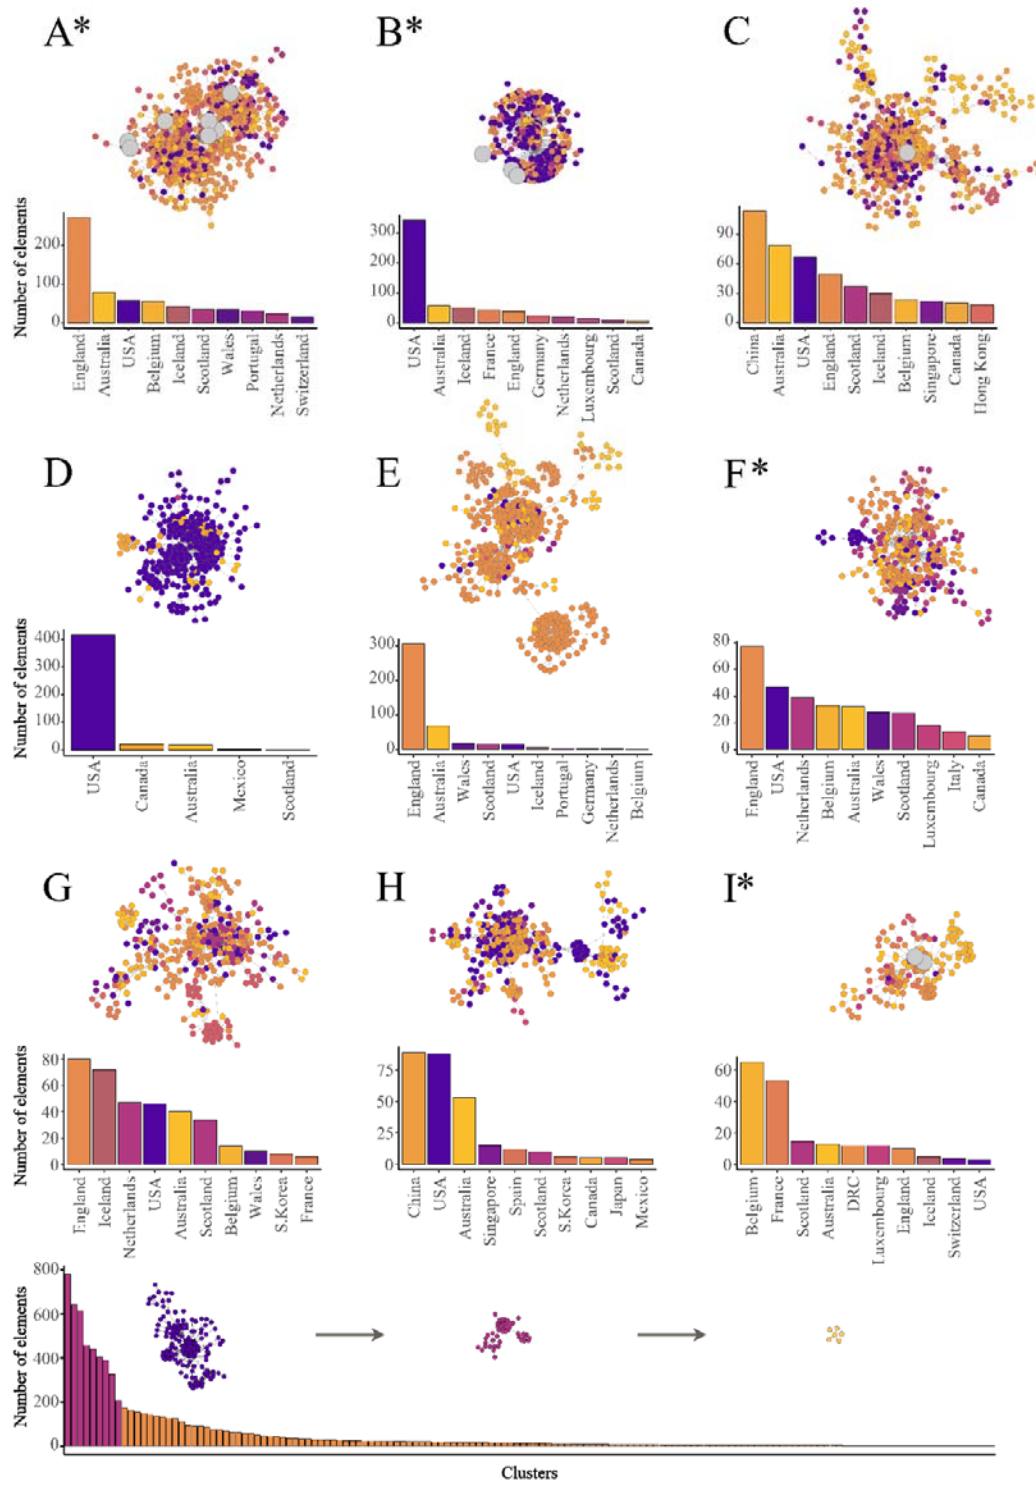 A* B* C
Number of elements
200
100
0
England Australia USA Belgium Iceland Scotland Wales Portugal Netherlands Switzerland
300
200
100
0
USA Australia Iceland France England Germany Netherlands Luxembourg Scotland Canada
90
60
30
0
China Australia USA England Scotland Iceland Belgium Singapore Canada Hong Kong
D E F*
Number of elements
400
300
200
100
0
USA Canada Australia Mexico Scotland
300
200
100
0
England Australia Wales Scotland USA Iceland Portugal Germany Netherlands Belgium
80
60
40
20
0
England USA Netherlands Belgium Australia Wales Scotland Luxembourg Italy Canada
G H I*
Number of elements
80
60
40
20
0
England Iceland Netherlands USA Australia Scotland Belgium Wales S.Korea France
75
50
25
0
China USA Australia Singapore Spain Scotland S.Korea Canada Japan Mexico
60
40
20
0
Belgium France Scotland Australia DRC Luxembourg England Iceland Switzerland USA
Number of elements
800
600
400
200
0
Clusters